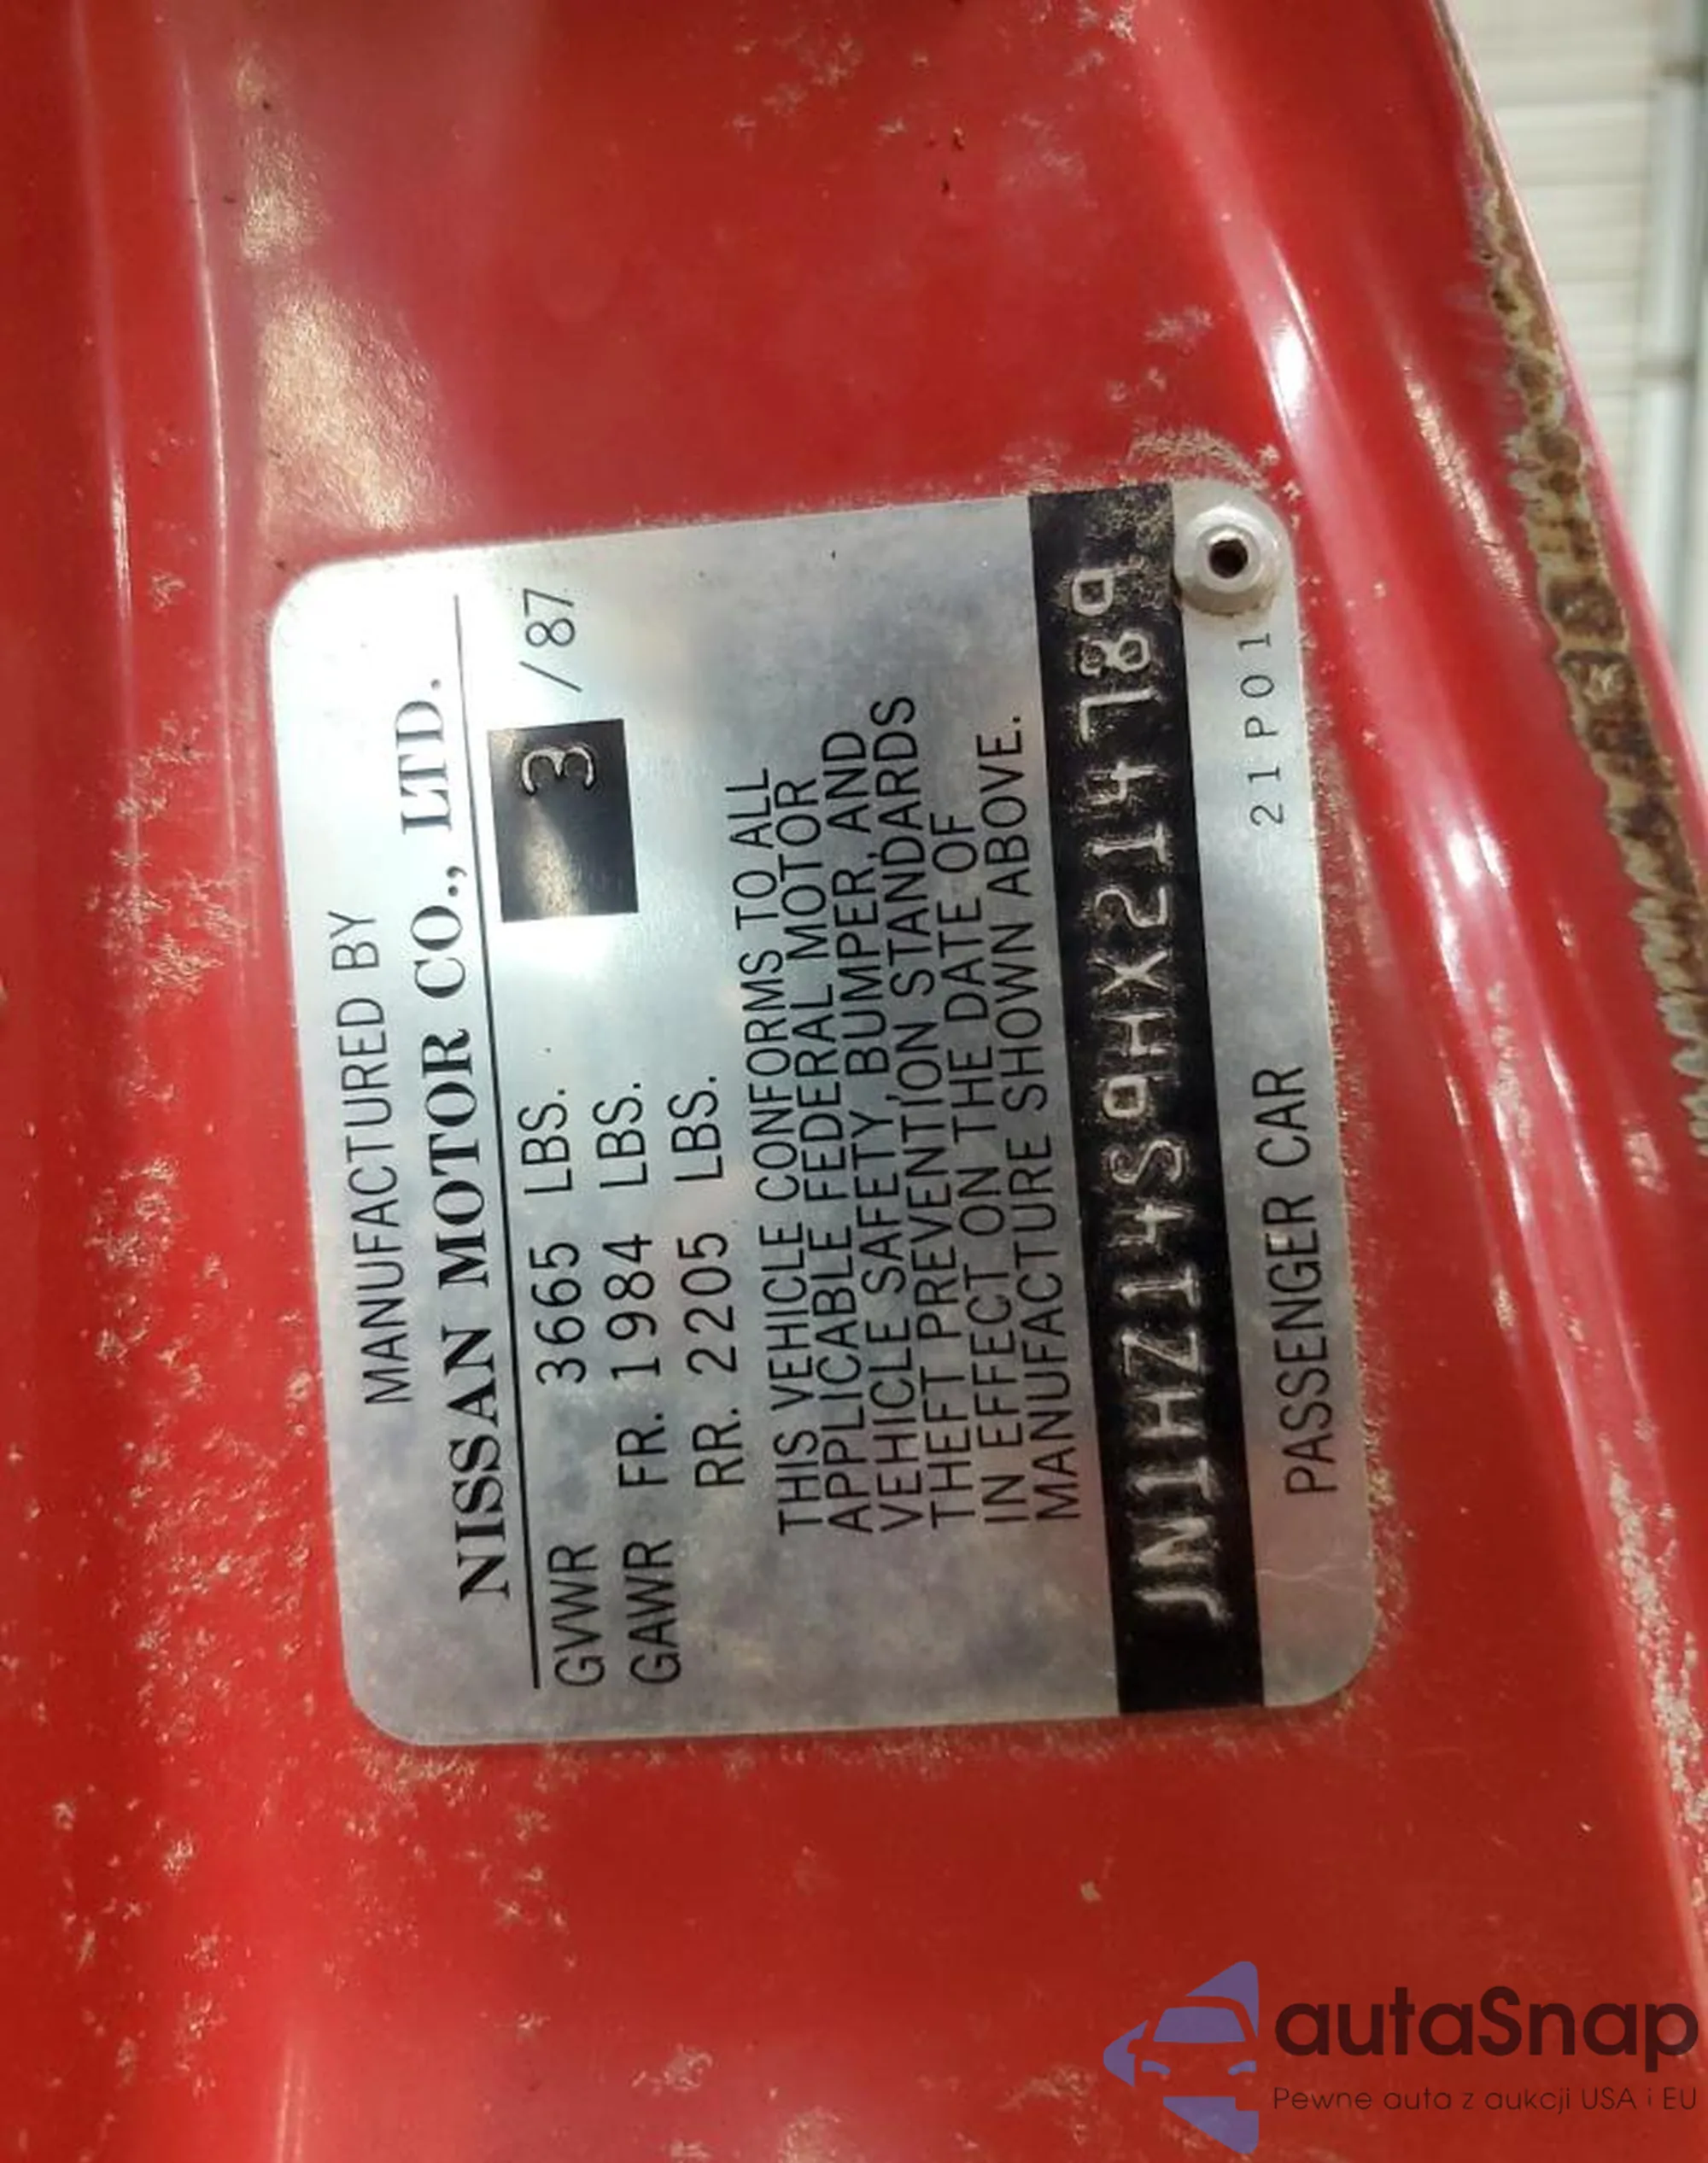 MANUFACTURED BY
NISSAN MOTOR CO., LTD.
3 /87
GVWR 3665 LBS.
GAWR FR. 1984 LBS.
RR. 2205 LBS.
THIS VEHICLE CONFORMS TO ALL
APPLICABLE FEDERAL MOTOR
VEHICLE SAFETY, BUMPER, AND
THEFT PREVENTION STANDARDS
IN EFFECT ON THE DATE OF
MANUFACTURE SHOWN ABOVE.
JN1HZ14S9HX214789
PASSENGER CAR 21P01
autaSnap
Pewne auta z aukcji USA i EU